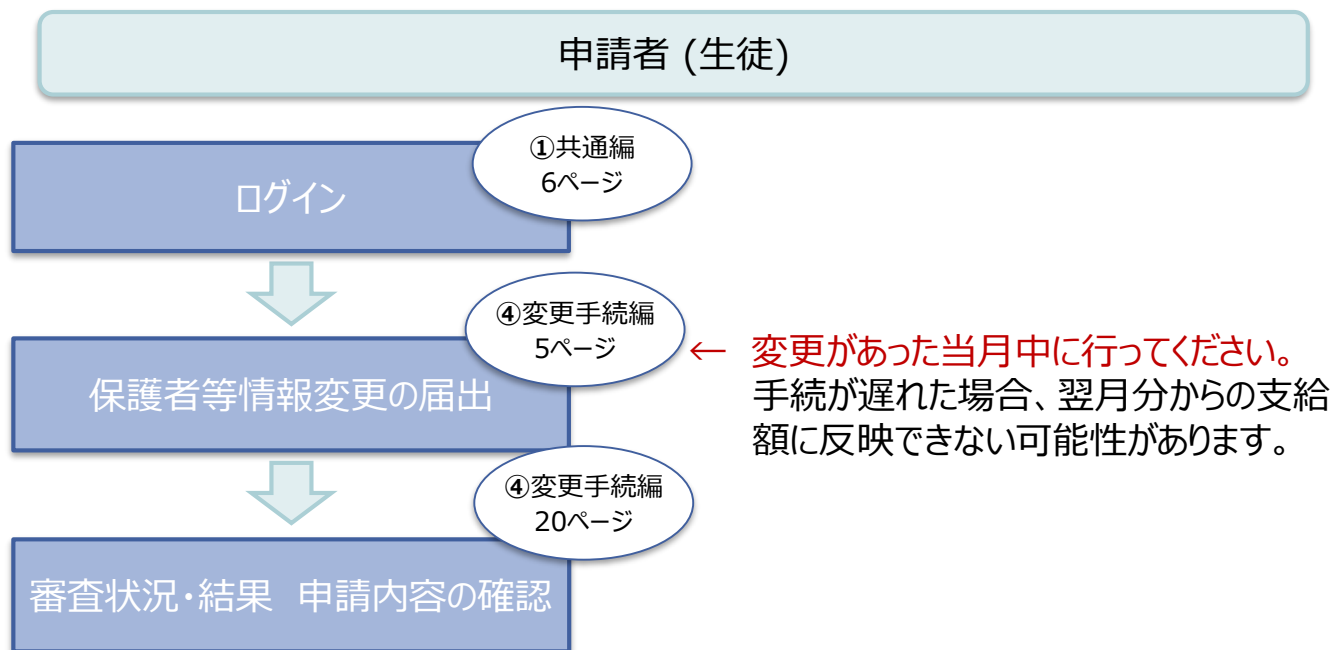 申請者 (生徒)
①共通編
6ページ
ログイン
④変更手続編
5ページ
← 変更があった当月中に行ってください。
手続が遅れた場合、翌月分からの支給
額に反映できない可能性があります。
保護者等情報変更の届出
④変更手続編
20ページ
審査状況・結果　申請内容の確認